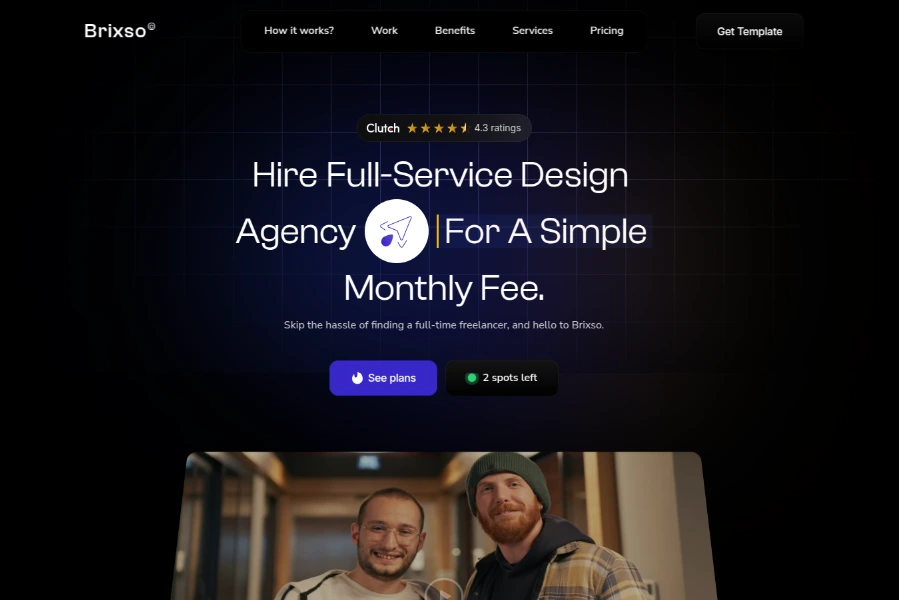 Brixso
How it works? Work Benefits Services Pricing
Get Template
Clutch 4.3 ratings
Hire Full-Service Design
Agency For A Simple
Monthly Fee.
Skip the hassle of finding a full-time freelancer, and hello to Brixso.
See plans 2 spots left